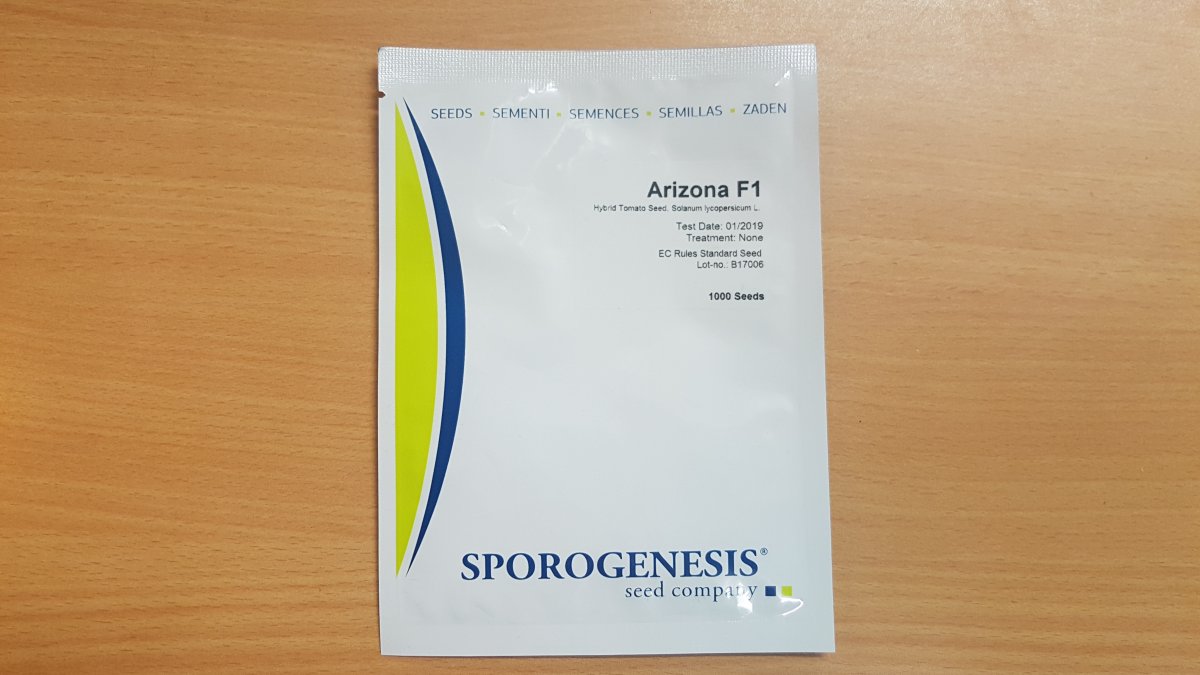 SEEDS ▪ SEMENTI ▪ SEMENCES ▪ SEMILLAS ▪ ZADEN
Arizona F1
Hybrid Tomato Seed, Solanum lycopersicum L.
Test Date: 01/2019
Treatment: None
EC Rules Standard Seed
Lot-no.: B17006
1000 Seeds
SPOROGENESIS®
seed company